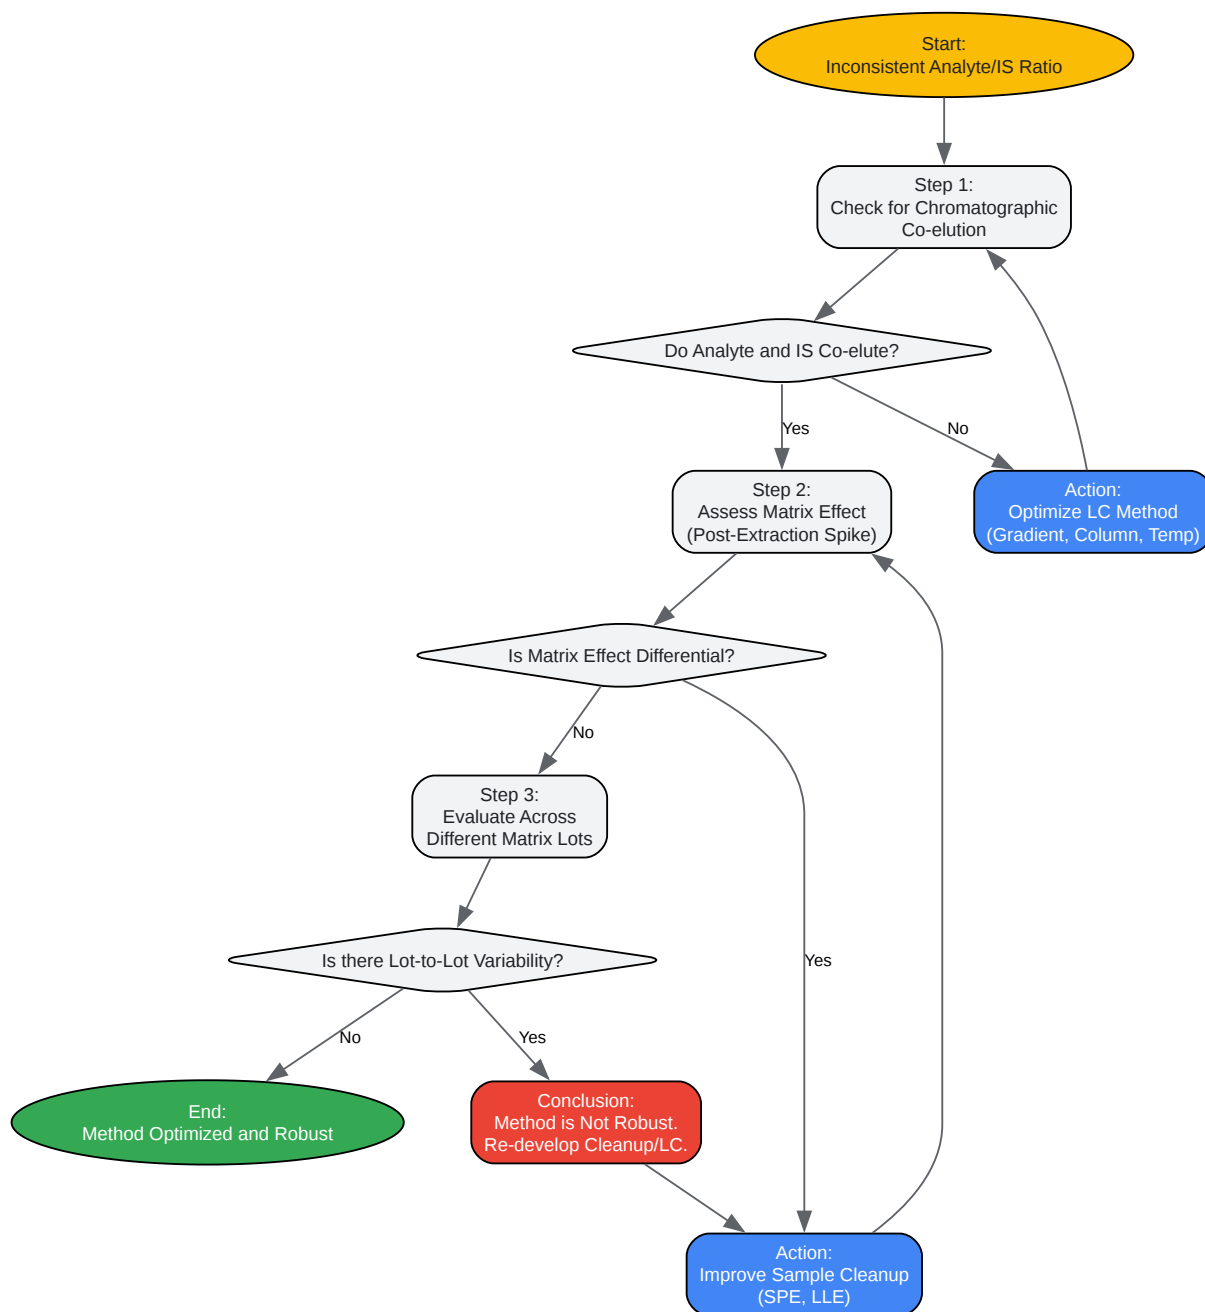 Start:
Inconsistent Analyte/IS Ratio
Step 1:
Check for Chromatographic
Co-elution
Do Analyte and IS Co-elute?
Yes
No
Step 2:
Assess Matrix Effect
(Post-Extraction Spike)
Action:
Optimize LC Method
(Gradient, Column, Temp)
Is Matrix Effect Differential?
No
Step 3:
Evaluate Across
Different Matrix Lots
Yes
Is there Lot-to-Lot Variability?
No
Yes
End:
Method Optimized and Robust
Conclusion:
Method is Not Robust.
Re-develop Cleanup/LC.
Action:
Improve Sample Cleanup
(SPE, LLE)